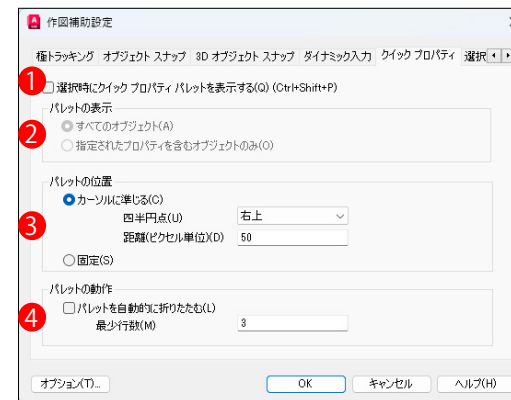 作図補助設定
極トラッキング オブジェクト スナップ 3D オブジェクト スナップ ダイナミック入力 クイック プロパティ 選択
1 選択時にクイック プロパティ パレットを表示する(Q) (Ctrl+Shift+P)
パレットの表示
2 すべてのオブジェクト(A)
指定されたプロパティを含むオブジェクトのみ(O)
パレットの位置
カーソルに準じる(C)
四半円点(U) 右上
3 距離(ピクセル単位)(D) 50
固定(S)
パレットの動作
4 パレットを自動的に折りたたむ(L)
最少行数(M) 3
オプション(T)... OK キャンセル ヘルプ(H)